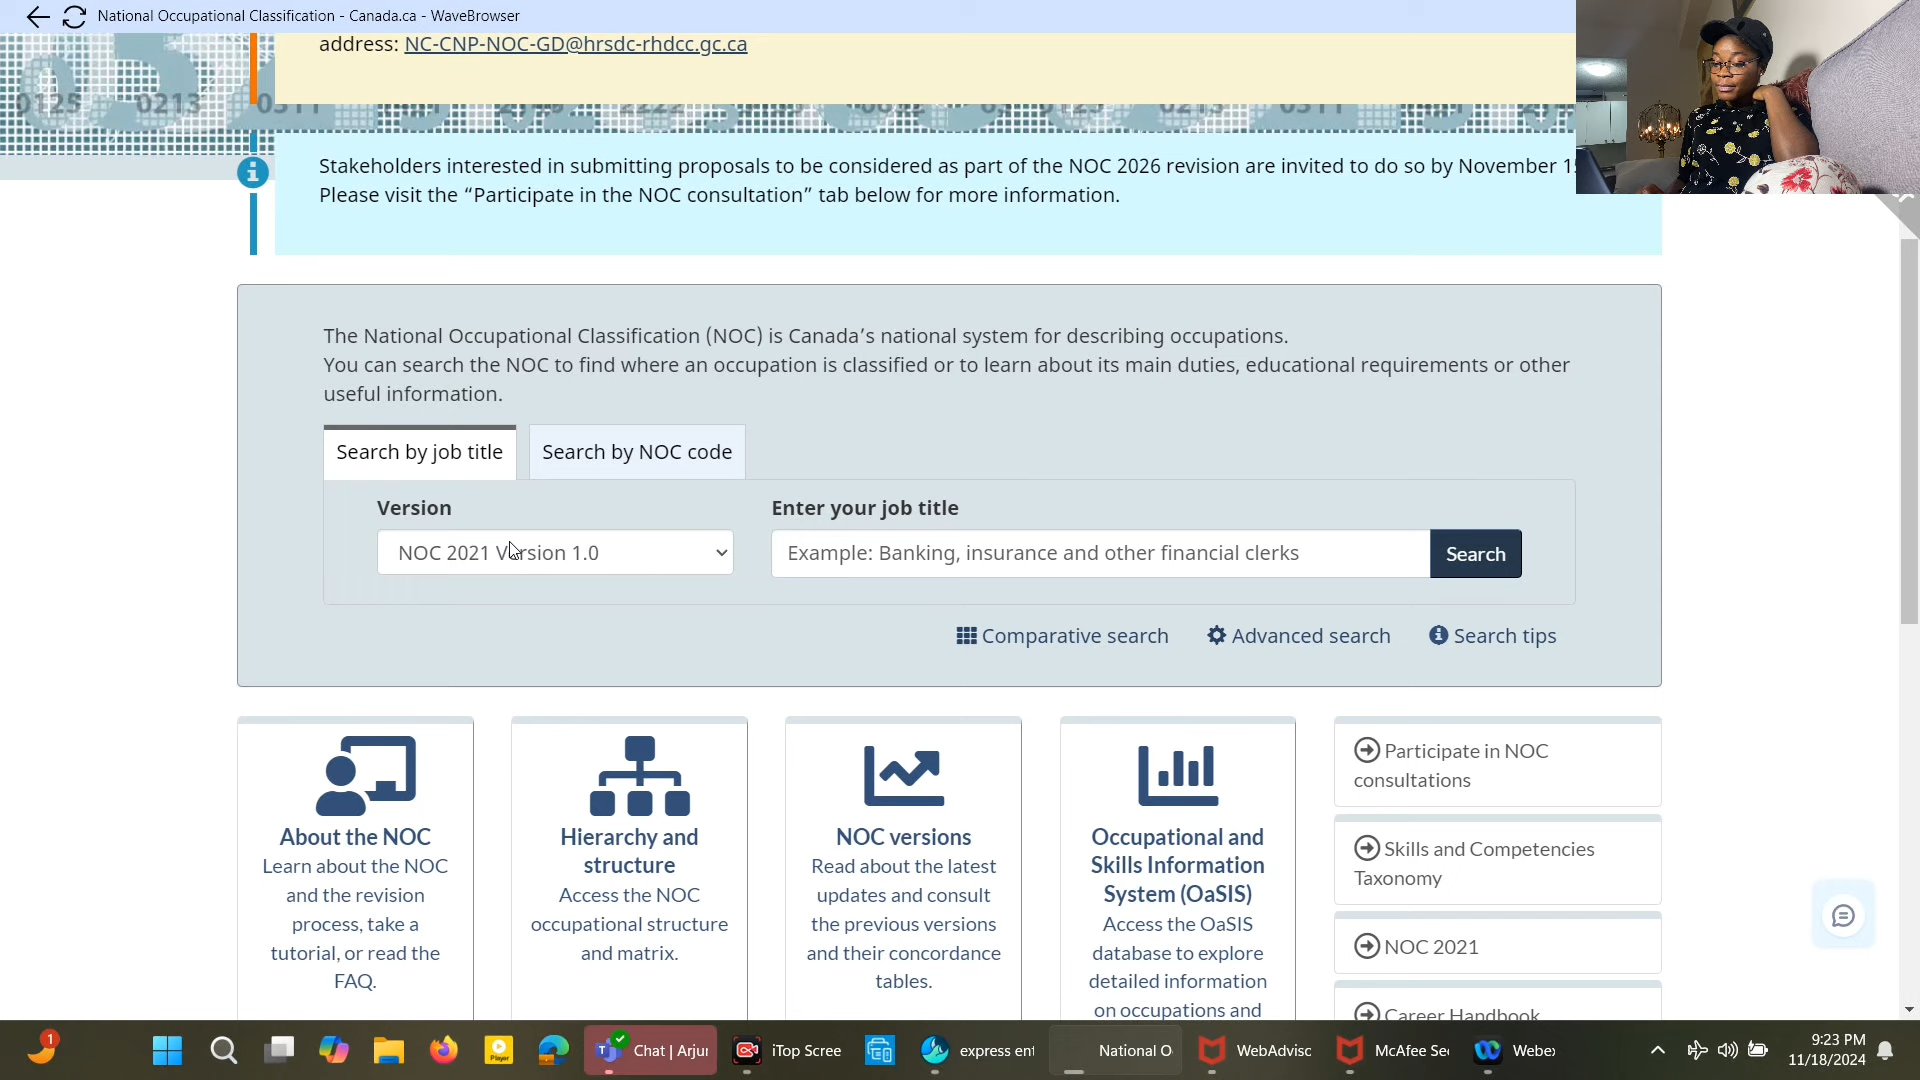 National Occupational Classification - Canada.ca - WaveBrowser
address: NC-CNP-NOC-GD@hrsdc-rhdcc.gc.ca
0125 0213 0311
Stakeholders interested in submitting proposals to be considered as part of the NOC 2026 revision are invited to do so by November
Please visit the “Participate in the NOC consultation” tab below for more information.
The National Occupational Classification (NOC) is Canada’s national system for describing occupations.
You can search the NOC to find where an occupation is classified or to learn about its main duties, educational requirements or other
useful information.
Search by job title
Search by NOC code
Version
Enter your job title
NOC 2021 Version 1.0
Example: Banking, insurance and other financial clerks
Search
Comparative search
Advanced search
Search tips
About the NOC
Learn about the NOC
and the revision
process, take a
tutorial, or read the
FAQ.
Hierarchy and
structure
Access the NOC
occupational structure
and matrix.
NOC versions
Read about the latest
updates and consult
the previous versions
and their concordance
tables.
Occupational and
Skills Information
System (OaSIS)
Access the OaSIS
database to explore
detailed information
on occupations and
Participate in NOC
consultations
Skills and Competencies
Taxonomy
NOC 2021
Career Handbook
1
Player
Chat | Arju
iTop Scree
express ent
National O
WebAdvisc
McAfee Se
Webex
9:23 PM
11/18/2024